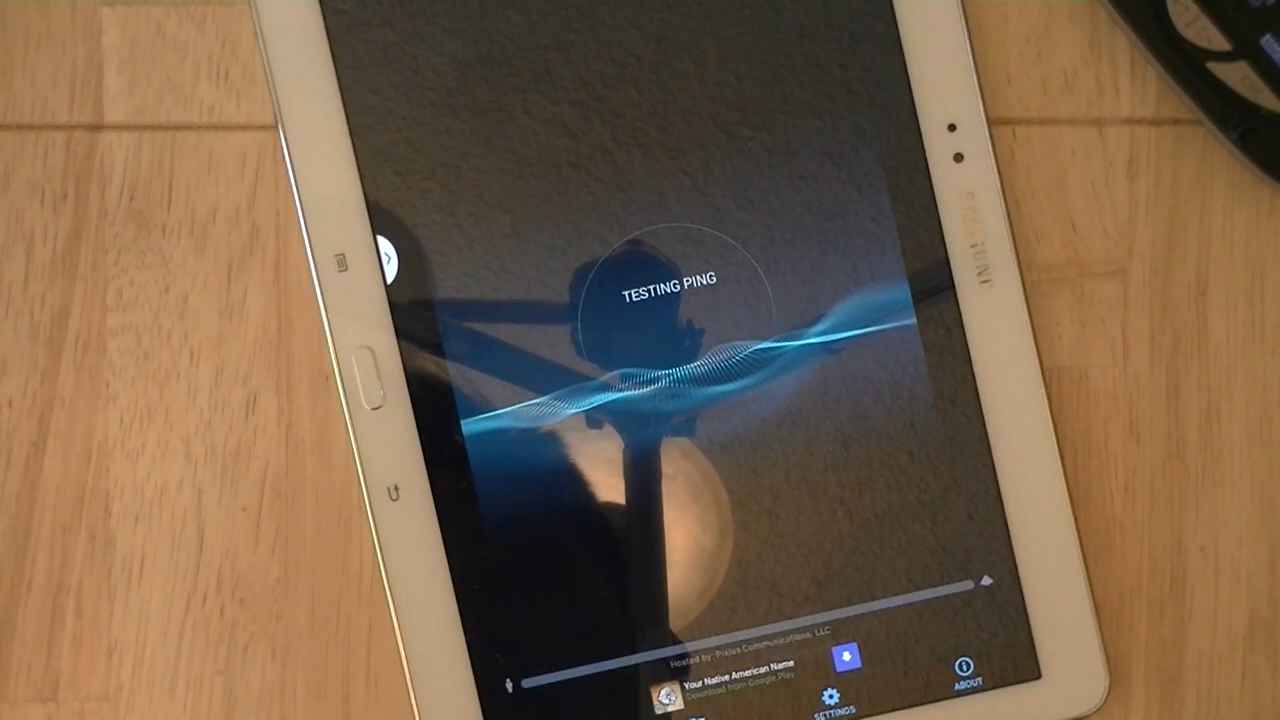 SAMSUNG
TESTING PING
Hosted by: Pixius Communications, LLC
Your Native American Name
Download from Google Play
SETTINGS
ABOUT